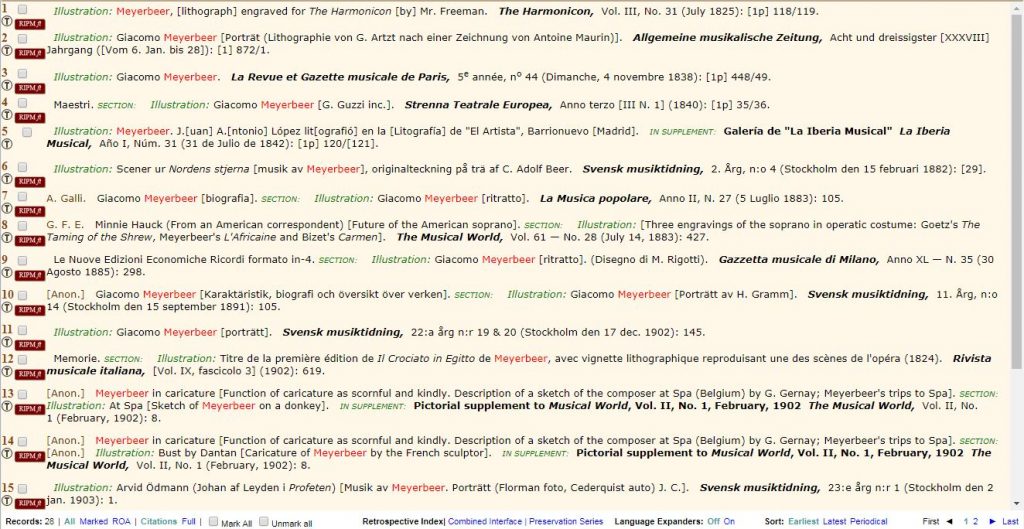 1 Illustration: Meyerbeer, [lithograph] engraved for The Harmonicon [by] Mr. Freeman. The Harmonicon, Vol. III, No. 31 (July 1825): [1p] 118/119.
T RIPM
2 Illustration: Giacomo Meyerbeer [Porträt (Lithographie von G. Artzt nach einer Zeichnung von Antoine Maurin)]. Allgemeine musikalische Zeitung, Acht und dreissigster [XXXVIII]
T RIPM Jahrgang ([Vom 6. Jan. bis 28]): [1] 872/1.
3 Illustration: Giacomo Meyerbeer. La Revue et Gazette musicale de Paris, 5e année, no 44 (Dimanche, 4 novembre 1838): [1p] 448/49.
T RIPM
4 Maestri. SECTION: Illustration: Giacomo Meyerbeer [G. Guzzi inc.]. Strenna Teatrale Europea, Anno terzo [III N. 1] (1840): [1p] 35/36.
T RIPM
5 Illustration: Meyerbeer. J.[uan] A.[ntonio] López lit[ografió] en la [Litografía] de "El Artista", Barrionuevo [Madrid]. IN SUPPLEMENT: Galería de "La Iberia Musical" La Iberia
T Musical, Año I, Núm. 31 (31 de Julio de 1842): [1p] 120/[121].
6 Illustration: Scener ur Nordens stjerna [musik av Meyerbeer], originalteckning på trä af C. Adolf Beer. Svensk musiktidning, 2. Årg, n:o 4 (Stockholm den 15 februari 1882): [29].
T RIPM
7 A. Galli. Giacomo Meyerbeer [biografia]. SECTION: Illustration: Giacomo Meyerbeer [ritratto]. La Musica popolare, Anno II, N. 27 (5 Luglio 1883): 105.
T RIPM
8 G. F. E. Minnie Hauck (From an American correspondent) [Future of the American soprano]. SECTION: Illustration: [Three engravings of the soprano in operatic costume: Goetz's The
T RIPM Taming of the Shrew, Meyerbeer's L'Africaine and Bizet's Carmen]. The Musical World, Vol. 61 — No. 28 (July 14, 1883): 427.
9 Le Nuove Edizioni Economiche Ricordi formato in-4. SECTION: Illustration: Giacomo Meyerbeer [ritratto]. (Disegno di M. Rigotti). Gazzetta musicale di Milano, Anno XL — N. 35 (30
T RIPM Agosto 1885): 298.
10 [Anon.] Giacomo Meyerbeer [Karaktäristik, biografi och översikt över verken]. SECTION: Illustration: Giacomo Meyerbeer [Porträtt av H. Gramm]. Svensk musiktidning, 11. Årg, n:o
T RIPM 14 (Stockholm den 15 september 1891): 105.
11 Illustration: Giacomo Meyerbeer [porträtt]. Svensk musiktidning, 22:a årg n:r 19 & 20 (Stockholm den 17 dec. 1902): 145.
T RIPM
12 Memorie. SECTION: Illustration: Titre de la première édition de Il Crociato in Egitto de Meyerbeer, avec vignette lithographique reproduisant une des scènes de l'opéra (1824). Rivista
T RIPM musicale italiana, [Vol. IX, fascicolo 3] (1902): 619.
13 [Anon.] Meyerbeer in caricature [Function of caricature as scornful and kindly. Description of a sketch of the composer at Spa (Belgium) by G. Gernay; Meyerbeer's trips to Spa]. SECTION:
T RIPM Illustration: At Spa [Sketch of Meyerbeer on a donkey]. IN SUPPLEMENT: Pictorial supplement to Musical World, Vol. II, No. 1, February, 1902 The Musical World, Vol. II, No.
1 (February, 1902): 8.
14 [Anon.] Meyerbeer in caricature [Function of caricature as scornful and kindly. Description of a sketch of the composer at Spa (Belgium) by G. Gernay; Meyerbeer's trips to Spa]. SECTION:
T RIPM [Anon.] Illustration: Bust by Dantan [Caricature of Meyerbeer by the French sculptor]. IN SUPPLEMENT: Pictorial supplement to Musical World, Vol. II, No. 1, February, 1902 The
Musical World, Vol. II, No. 1 (February, 1902): 8.
15 Illustration: Arvid Ödmann (Johan af Leyden i Profeten) [Musik av Meyerbeer. Porträtt (Florman foto, Cederquist auto) J. C.]. Svensk musiktidning, 23:e årg n:r 1 (Stockholm den 2
T RIPM jan. 1903): 1.
Records: 28 | All Marked ROA | Citations Full | Mark All Unmark all Retrospective Index| Combined Interface | Preservation Series Language Expanders: Off On Sort: Earliest Latest Periodical First 1 2 Last